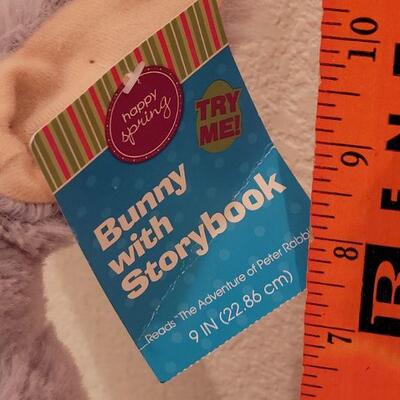 happy
spring
TRY
ME!
Bunny
with
Storybook
...Reads "The Adventure of Peter Rabbi
9 IN (22.86 cm)
10
9
8
7